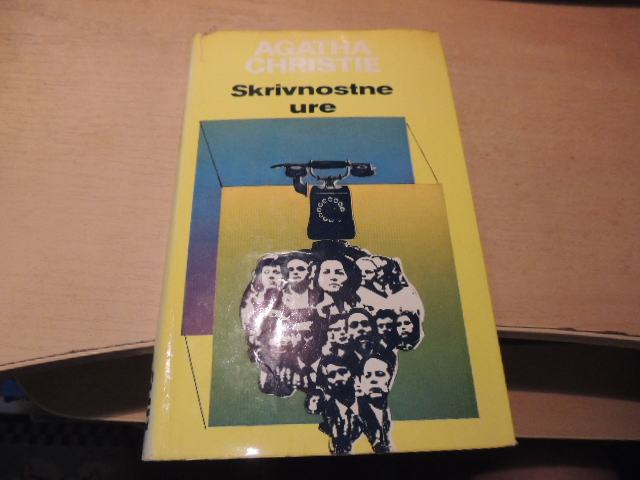 AGATHA
CHRISTIE
Skrivnostne
ure